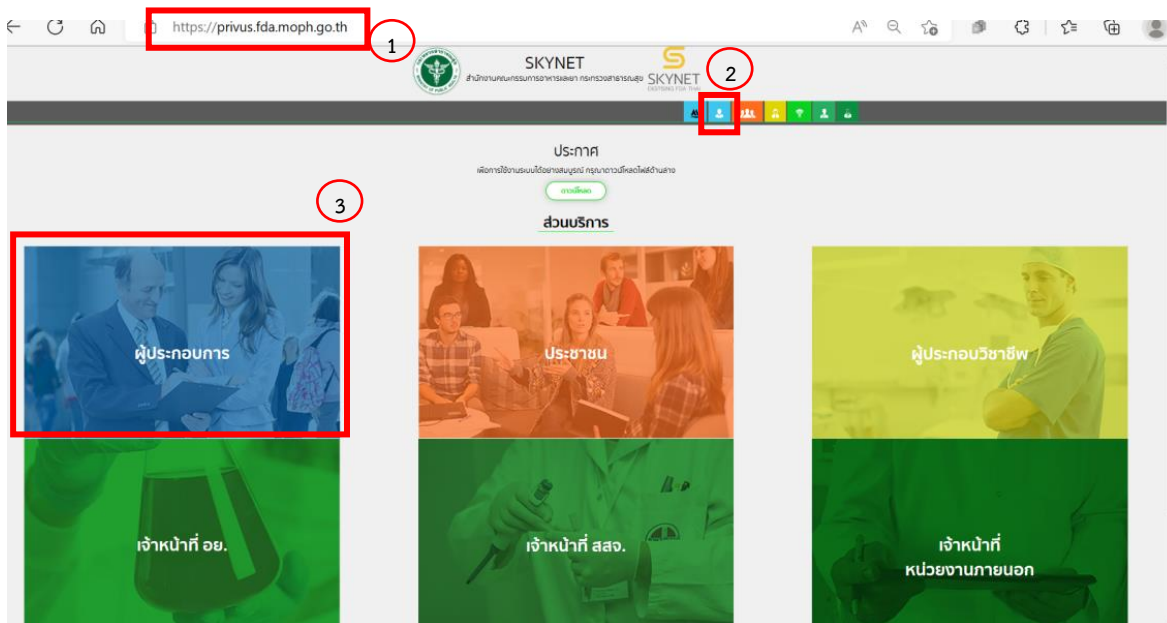 https://privus.fda.moph.go.th
1
SKYNET
สำนักงานคณะกรรมการอาหารและยา กระทรวงสาธารณสุข
SKYNET
2
ประกาศ
เพื่อการใช้งานระบบได้อย่างสมบูรณ์ กรุณาดาวน์โหลดไฟล์ด้านล่าง
ดาวน์โหลด
3
ส่วนบริการ
ผู้ประกอบการ
ประชาชน
ผู้ประกอบวิชาชีพ
เจ้าหน้าที่ อย.
เจ้าหน้าที่ สสจ.
เจ้าหน้าที่
หน่วยงานภายนอก